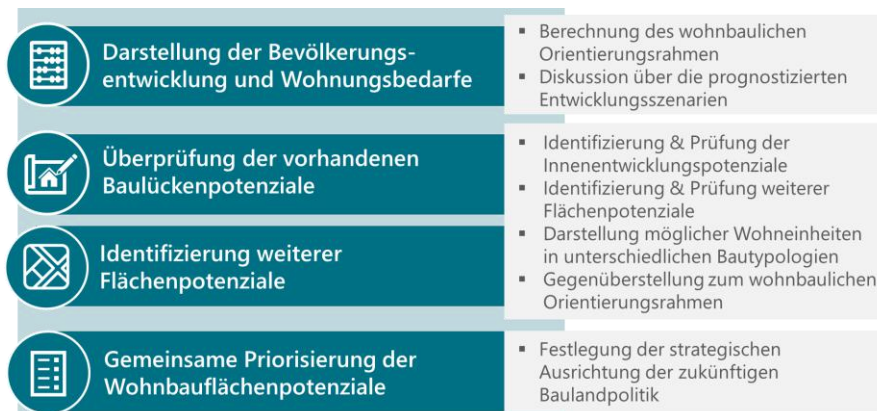 Darstellung der Bevölkerungs-
entwicklung und Wohnungsbedarfe
▪ Berechnung des wohnbaulichen
Orientierungsrahmen
▪ Diskussion über die prognostizierten
Entwicklungsszenarien
Überprüfung der vorhandenen
Baulückenpotenziale
Identifizierung weiterer
Flächenpotenziale
▪ Identifizierung & Prüfung der
Innenentwicklungspotenziale
▪ Identifizierung & Prüfung weiterer
Flächenpotenziale
▪ Darstellung möglicher Wohneinheiten
in unterschiedlichen Bautypologien
▪ Gegenüberstellung zum wohnbaulichen
Orientierungsrahmen
Gemeinsame Priorisierung der
Wohnbauflächenpotenziale
▪ Festlegung der strategischen
Ausrichtung der zukünftigen
Baulandpolitik